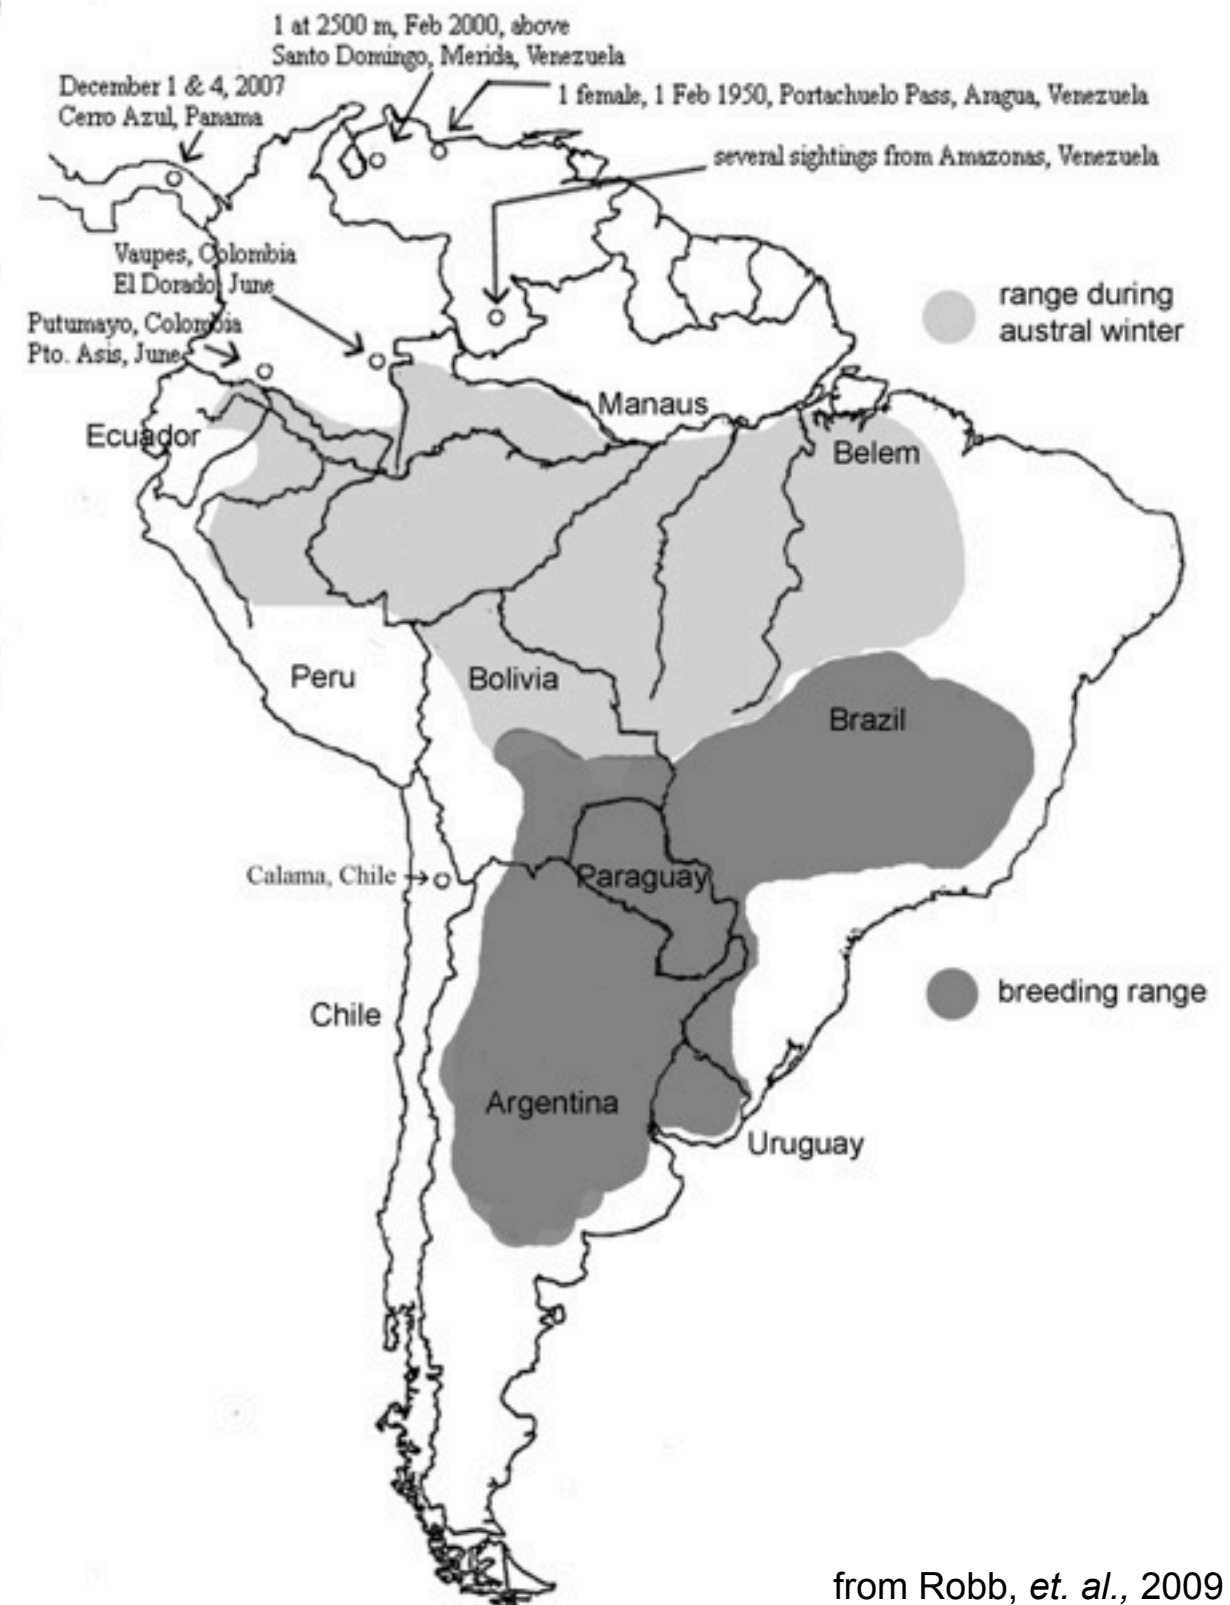 1 at 2500 m, Feb 2000, above
Santo Domingo, Merida, Venezuela
December 1 & 4, 2007
Cerro Azul, Panama
1 female, 1 Feb 1950, Portachuelo Pass, Aragua, Venezuela
several sightings from Amazonas, Venezuela
Vaupes, Colombia
El Dorado, June
range during
austral winter
Putumayo, Colombia
Pto. Asis, June
Manaus
Ecuador
Belem
Peru
Bolivia
Brazil
Calama, Chile
Paraguay
Chile
breeding range
Argentina
Uruguay
from Robb, et. al., 2009